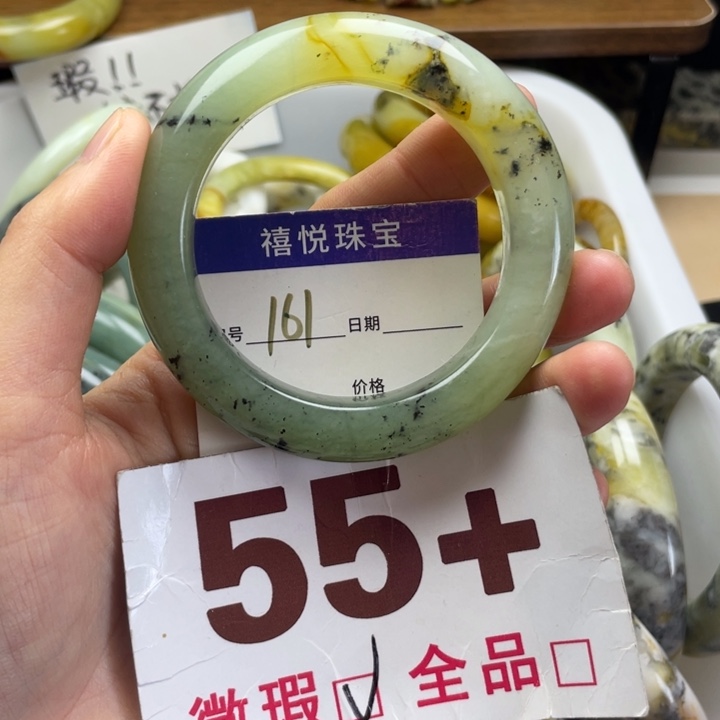 瑕!!
禧悦珠宝
号 161 日期
价格
55+
微瑕☑ 全品☐